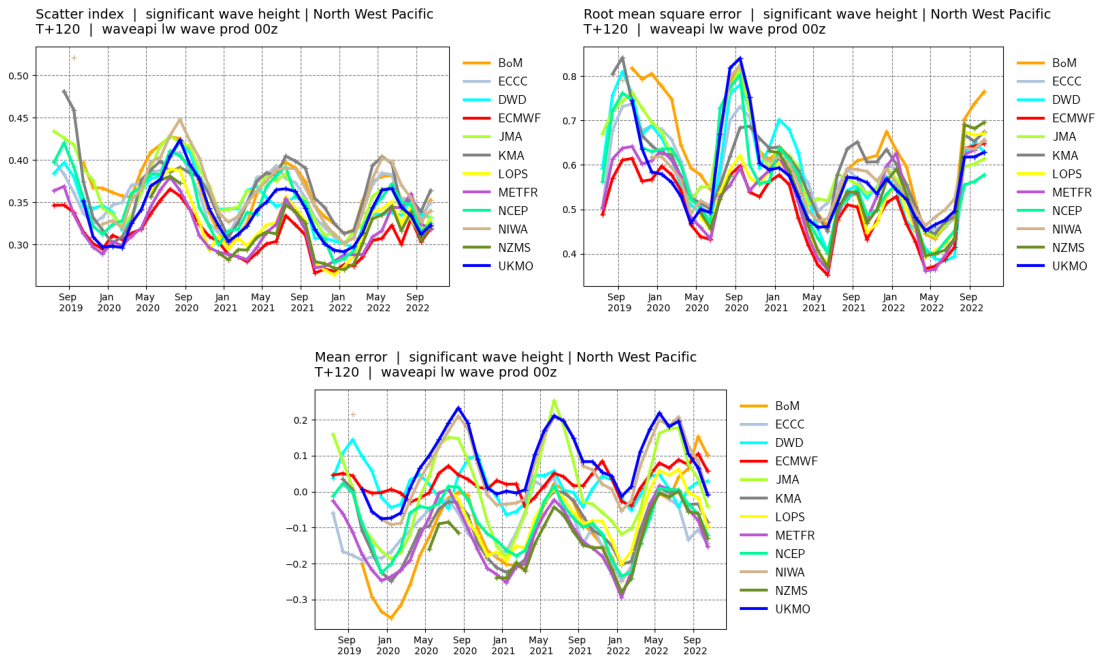 Scatter index | significant wave height | North West Pacific
T+120 | waveapi lw wave prod 00z
0.50
0.45
0.40
0.35
0.30
Sep 2019
Jan 2020
May 2020
Sep 2020
Jan 2021
May 2021
Sep 2021
Jan 2022
May 2022
Sep 2022
BoM
ECCC
DWD
ECMWF
JMA
KMA
LOPS
METFR
NCEP
NIWA
NZMS
UKMO
Root mean square error | significant wave height | North West Pacific
T+120 | waveapi lw wave prod 00z
0.8
0.7
0.6
0.5
0.4
Sep 2019
Jan 2020
May 2020
Sep 2020
Jan 2021
May 2021
Sep 2021
Jan 2022
May 2022
Sep 2022
BoM
ECCC
DWD
ECMWF
JMA
KMA
LOPS
METFR
NCEP
NIWA
NZMS
UKMO
Mean error | significant wave height | North West Pacific
T+120 | waveapi lw wave prod 00z
0.2
0.1
0.0
−0.1
−0.2
−0.3
Sep 2019
Jan 2020
May 2020
Sep 2020
Jan 2021
May 2021
Sep 2021
Jan 2022
May 2022
Sep 2022
BoM
ECCC
DWD
ECMWF
JMA
KMA
LOPS
METFR
NCEP
NIWA
NZMS
UKMO